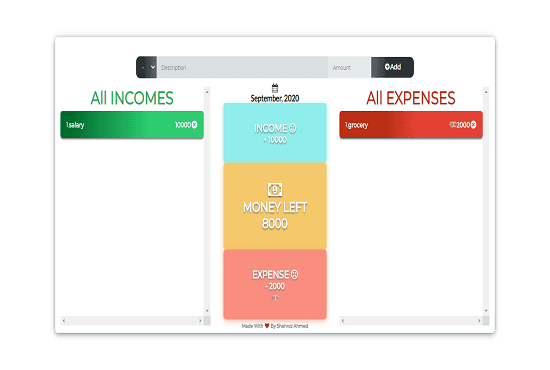 - Description Amount Add
All INCOMES
1 salary 10000
September, 2020
INCOME
- 10000
MONEY LEFT
8000
EXPENSE
- 2000
All EXPENSES
1 grocery 2000
Made With ❤ By Shahroz Ahmed